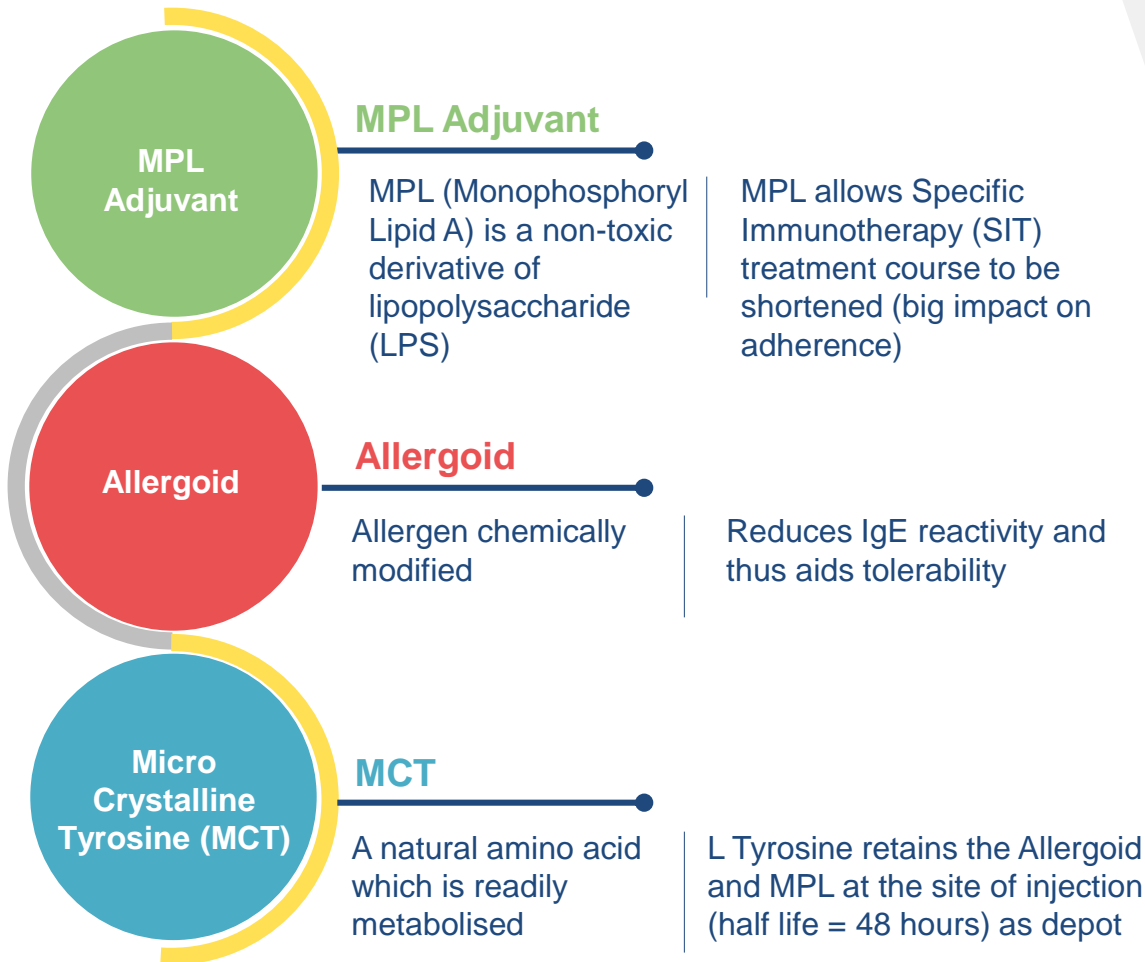 MPL
Adjuvant
MPL Adjuvant
MPL (Monophosphoryl
Lipid A) is a non-toxic
derivative of
lipopolysaccharide
(LPS)
MPL allows Specific
Immunotherapy (SIT)
treatment course to be
shortened (big impact on
adherence)
Allergoid
Allergoid
Allergen chemically
modified
Reduces IgE reactivity and
thus aids tolerability
Micro
Crystalline
Tyrosine (MCT)
MCT
A natural amino acid
which is readily
metabolised
L Tyrosine retains the Allergoid
and MPL at the site of injection
(half life = 48 hours) as depot